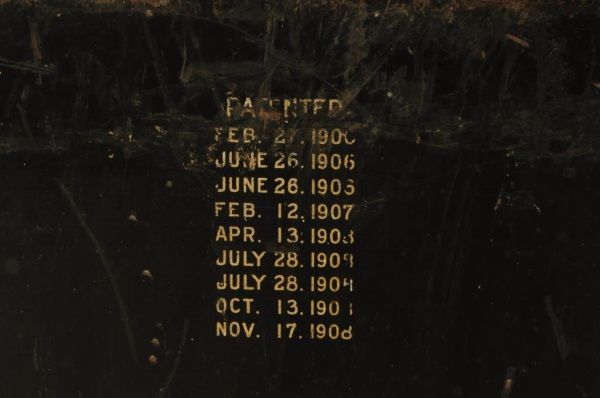 PATENTED
FEB. 27. 
JUNE 26. 1906
JUNE 26. 1906
FEB. 12. 1907
APR. 13. 
JULY 28. 
JULY 28. 
OCT. 13. 
NOV. 17. 1908